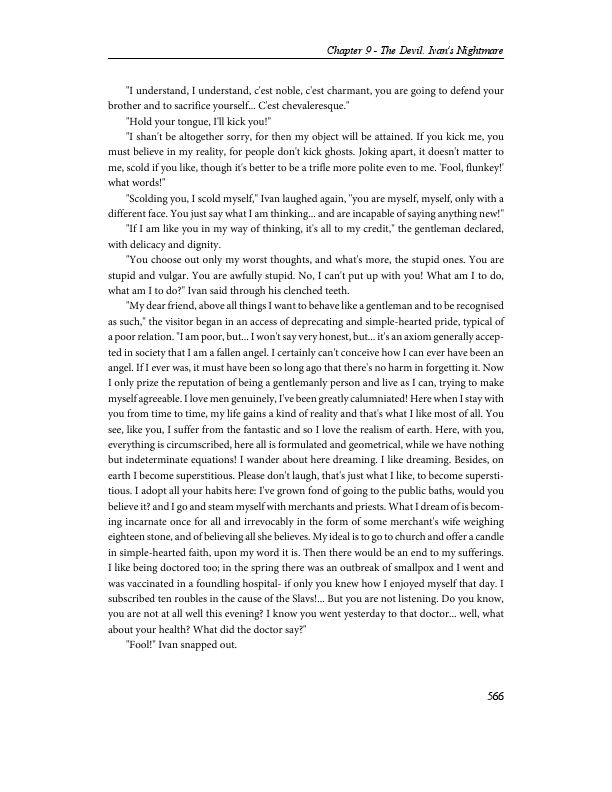 Chapter 9 - The Devil. Ivan's Nightmare
"I understand, I understand, c'est noble, c'est charmant, you are going to defend your
brother and to sacrifice yourself... C'est chevaleresque."
"Hold your tongue, I'll kick you!"
"I shan't be altogether sorry, for then my object will be attained. If you kick me, you
must believe in my reality, for people don't kick ghosts. Joking apart, it doesn't matter to
me, scold if you like, though it's better to be a trifle more polite even to me. 'Fool, flunkey!'
what words!"
"Scolding you, I scold myself," Ivan laughed again, "you are myself, myself, only with a
different face. You just say what I am thinking... and are incapable of saying anything new!"
"If I am like you in my way of thinking, it's all to my credit," the gentleman declared,
with delicacy and dignity.
"You choose out only my worst thoughts, and what's more, the stupid ones. You are
stupid and vulgar. You are awfully stupid. No, I can't put up with you! What am I to do,
what am I to do?" Ivan said through his clenched teeth.
"My dear friend, above all things I want to behave like a gentleman and to be recognised
as such," the visitor began in an access of deprecating and simple-hearted pride, typical of
a poor relation. "I am poor, but... I won't say very honest, but... it's an axiom generally accep-
ted in society that I am a fallen angel. I certainly can't conceive how I can ever have been an
angel. If I ever was, it must have been so long ago that there's no harm in forgetting it. Now
I only prize the reputation of being a gentlemanly person and live as I can, trying to make
myself agreeable. I love men genuinely, I've been greatly calumniated! Here when I stay with
you from time to time, my life gains a kind of reality and that's what I like most of all. You
see, like you, I suffer from the fantastic and so I love the realism of earth. Here, with you,
everything is circumscribed, here all is formulated and geometrical, while we have nothing
but indeterminate equations! I wander about here dreaming. I like dreaming. Besides, on
earth I become superstitious. Please don't laugh, that's just what I like, to become supersti-
tious. I adopt all your habits here: I've grown fond of going to the public baths, would you
believe it? and I go and steam myself with merchants and priests. What I dream of is becom-
ing incarnate once for all and irrevocably in the form of some merchant's wife weighing
eighteen stone, and of believing all she believes. My ideal is to go to church and offer a candle
in simple-hearted faith, upon my word it is. Then there would be an end to my sufferings.
I like being doctored too; in the spring there was an outbreak of smallpox and I went and
was vaccinated in a foundling hospital- if only you knew how I enjoyed myself that day. I
subscribed ten roubles in the cause of the Slavs!... But you are not listening. Do you know,
you are not at all well this evening? I know you went yesterday to that doctor... well, what
about your health? What did the doctor say?"
"Fool!" Ivan snapped out.
566